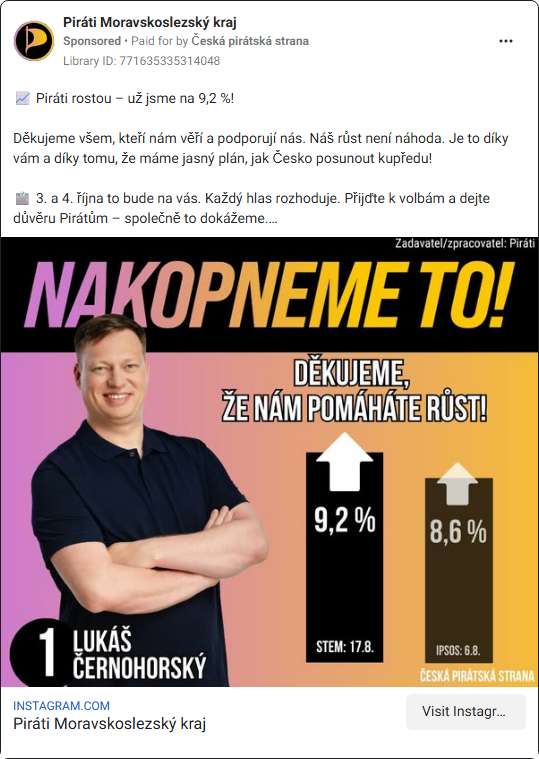 Piráti Moravskoslezský kraj
Sponsored • Paid for by Česká pirátská strana
Library ID: 771635335314048
Piráti rostou – už jsme na 9,2 %!
Děkujeme všem, kteří nám věří a podporují nás. Náš růst není náhoda. Je to díky
vám a díky tomu, že máme jasný plán, jak Česko posunout kupředu!
3. a 4. října to bude na vás. Každý hlas rozhoduje. Přijďte k volbám a dejte
důvěru Pirátům – společně to dokážeme....
Zadavatel/zpracovatel: Piráti
NAKOPNEME TO!
DĚKUJEME,
ŽE NÁM POMÁHÁTE RŮST!
9,2 %
8,6 %
STEM: 17.8.
IPSOS: 6.8.
1 LUKÁŠ
ČERNOHORSKÝ
ČESKÁ PIRÁTSKÁ STRANA
INSTAGRAM.COM
Piráti Moravskoslezský kraj
Visit Instagr...